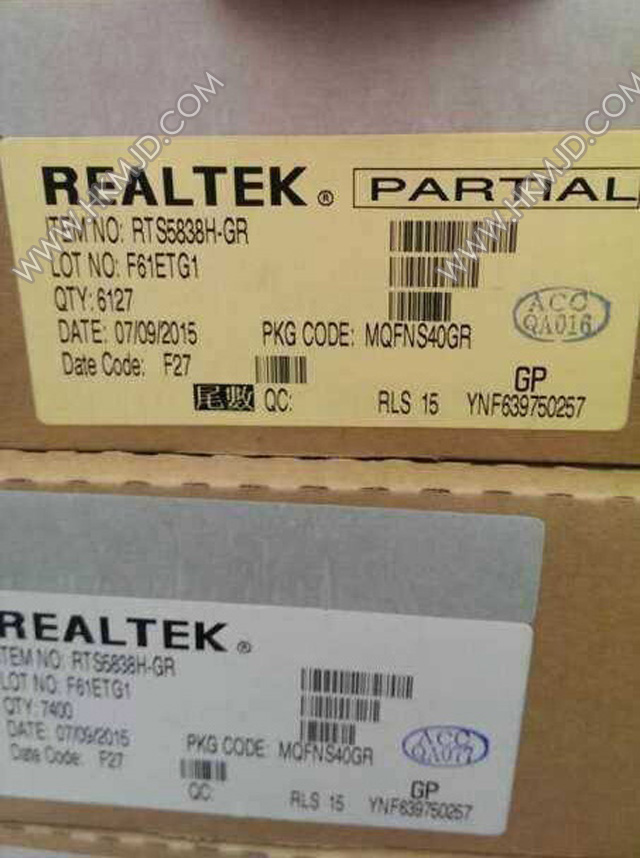 REALTEK® PARTIAL
ITEM NO: RTS5838H-GR
LOT NO: F61ETG1
QTY: 6127
DATE: 07/09/2015 PKG CODE: MQFNS40GR
Date Code: F27
ACC
QA016
GP
尾數 QC: RLS 15 YNF639750257
REALTEK®
ITEM NO: RTS5838H-GR
LOT NO: F61ETG1
QTY: 7400
DATE: 07/09/2015 PKG CODE: MQFNS40GR
Date Code: F27
ACC
QA017
GP
QC: RLS 15 YNF639750257
WWW.HKMJD.COM
WWW.HKMJD.COM